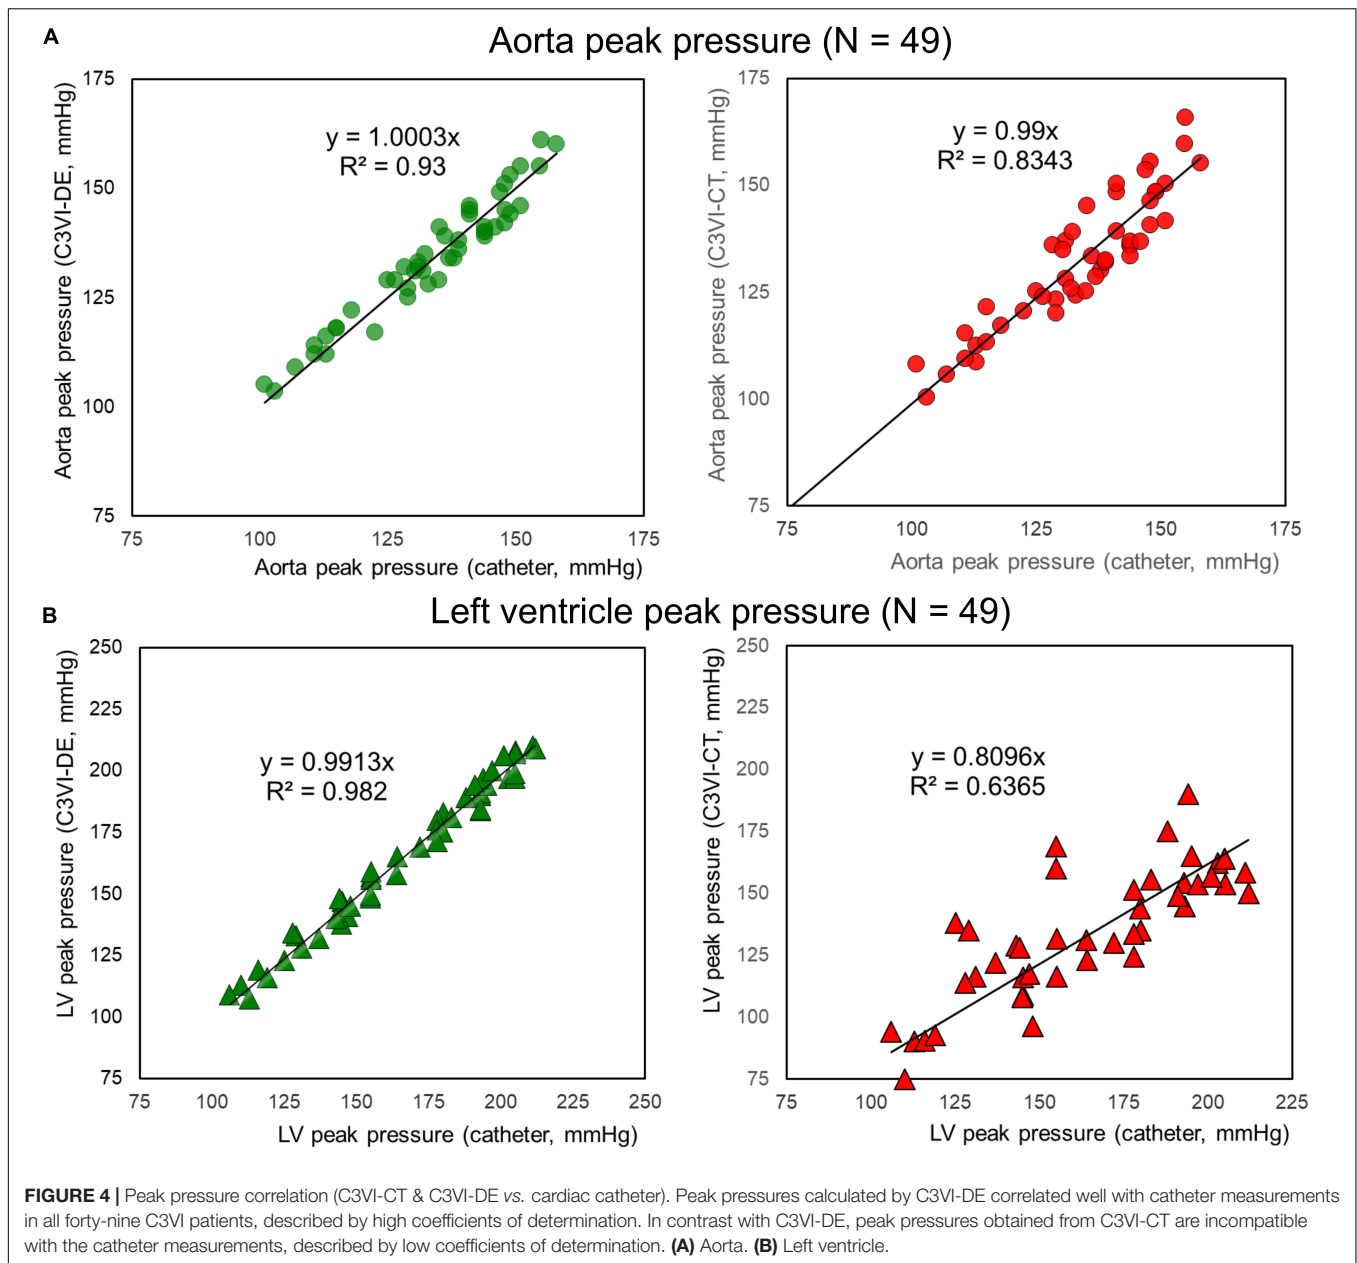 A
Aorta peak pressure (N = 49)
Aorta peak pressure (C3VI-DE, mmHg)
175
150
125
100
75
y = 1.0003x
R² = 0.93
75 100 125 150 175
Aorta peak pressure (catheter, mmHg)
Aorta peak pressure (C3VI-CT, mmHg)
175
150
125
100
75
y = 0.99x
R² = 0.8343
75 100 125 150 175
Aorta peak pressure (catheter, mmHg)
B
Left ventricle peak pressure (N = 49)
LV peak pressure (C3VI-DE, mmHg)
250
225
200
175
150
125
100
75
y = 0.9913x
R² = 0.982
75 100 125 150 175 200 225 250
LV peak pressure (catheter, mmHg)
LV peak pressure (C3VI-CT, mmHg)
250
225
200
175
150
125
100
75
y = 0.8096x
R² = 0.6365
75 100 125 150 175 200 225
LV peak pressure (catheter, mmHg)
FIGURE 4 | Peak pressure correlation (C3VI-CT & C3VI-DE vs. cardiac catheter). Peak pressures calculated by C3VI-DE correlated well with catheter measurements
in all forty-nine C3VI patients, described by high coefficients of determination. In contrast with C3VI-DE, peak pressures obtained from C3VI-CT are incompatible
with the catheter measurements, described by low coefficients of determination. (A) Aorta. (B) Left ventricle.